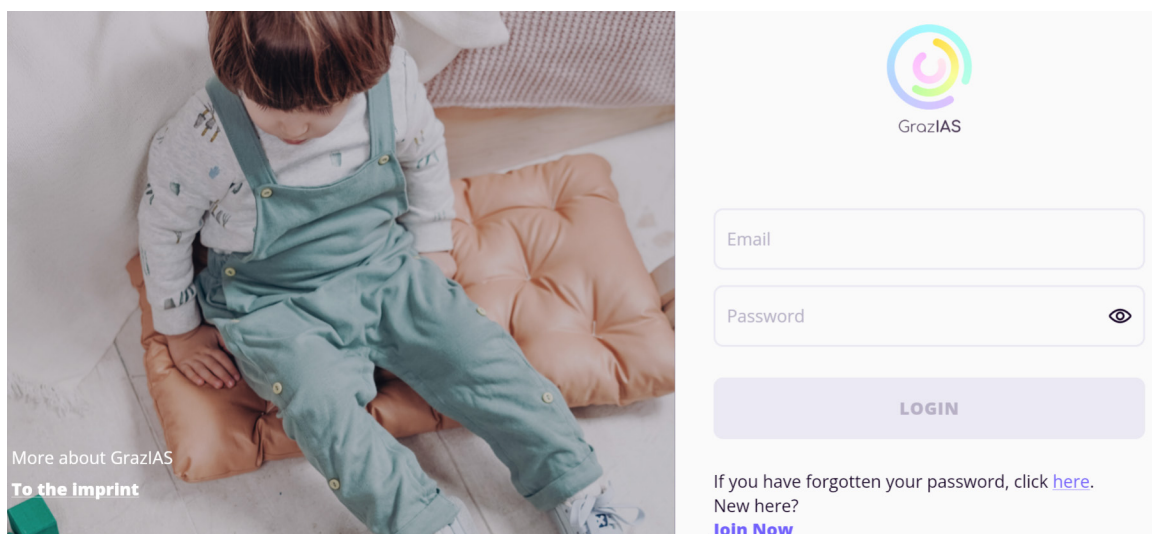 GrazIAS
Email
Password
LOGIN
More about GrazIAS
To the imprint
If you have forgotten your password, click here.
New here?
Join Now